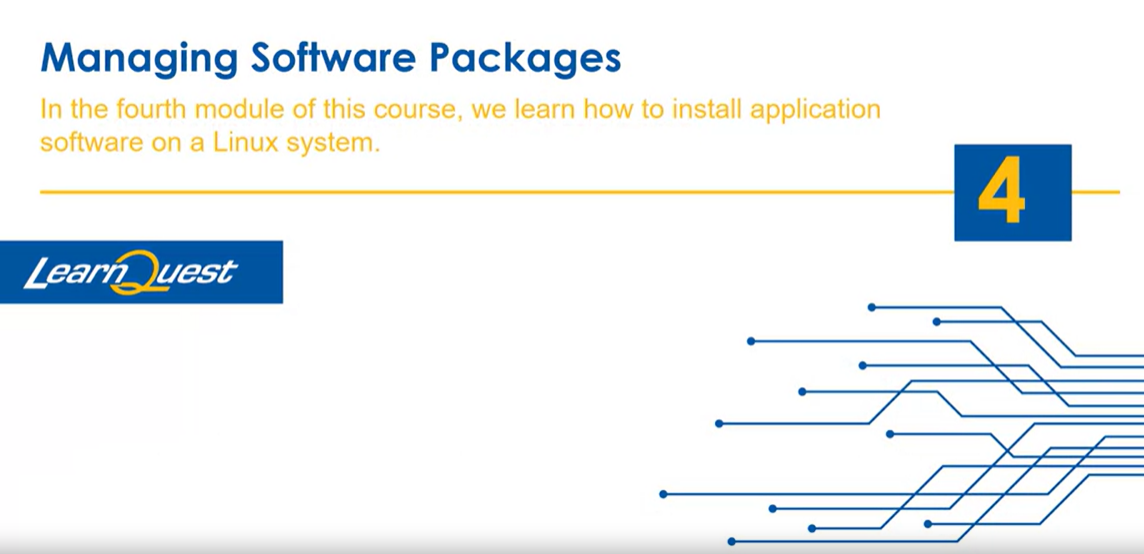 Managing Software Packages
In the fourth module of this course, we learn how to install application
software on a Linux system.
4
LearnQuest